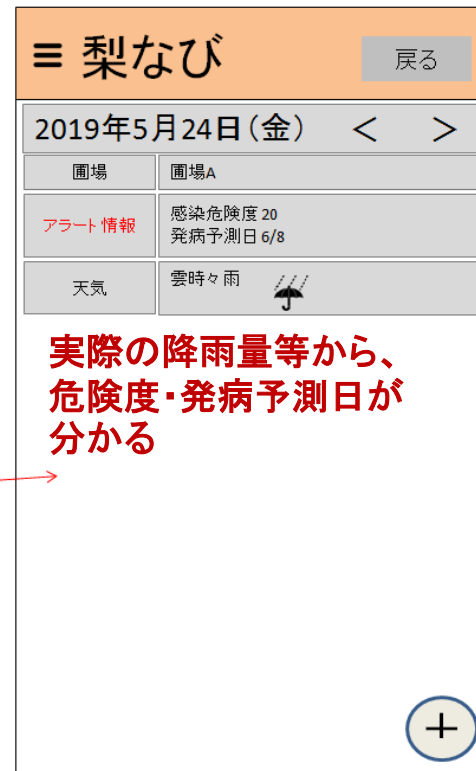 ≡ 梨なび
戻る
2019年5月24日(金) < >
圃場
圃場A
アラート情報
感染危険度 20
発病予測日 6/8
天気
雲時々雨
実際の降雨量等から、
危険度・発病予測日が
分かる
+